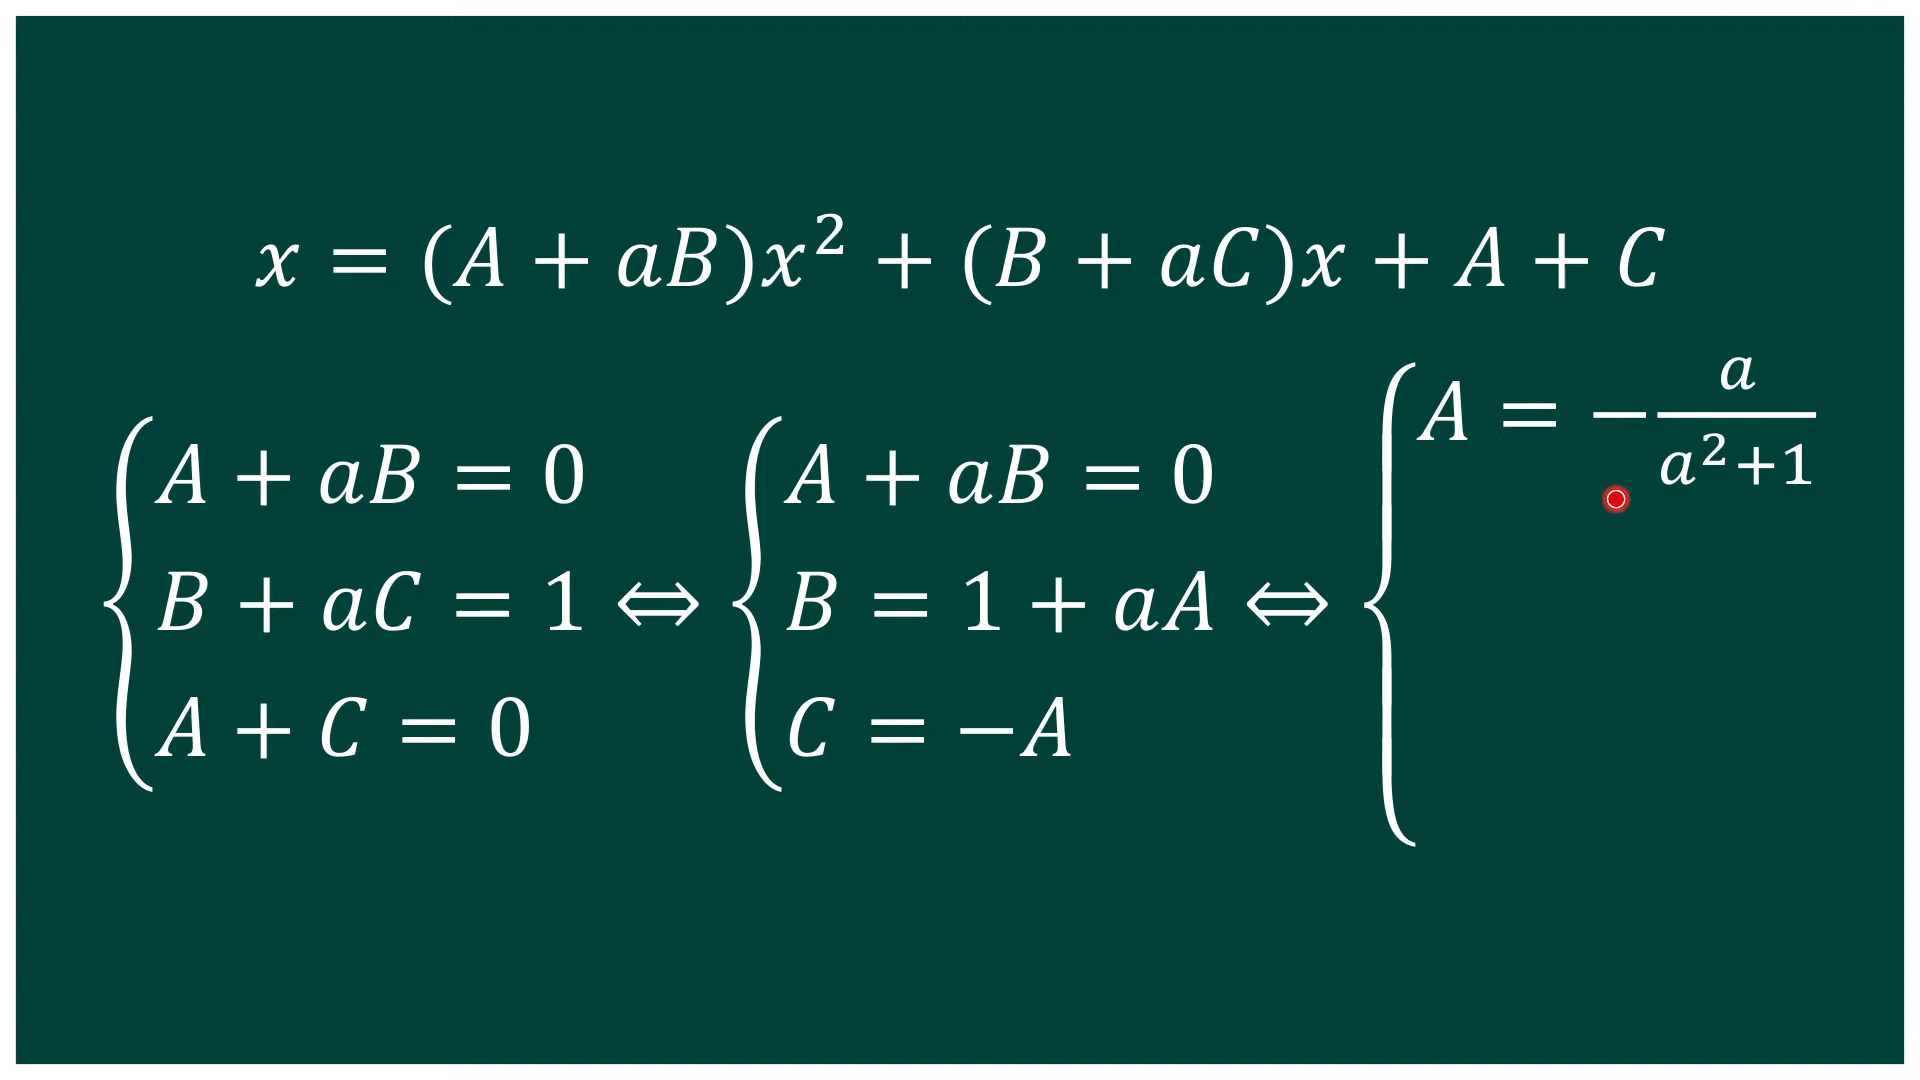 x = (A + aB)x² + (B + aC)x + A + C
A + aB = 0
B + aC = 1 ⇔
A + C = 0
A + aB = 0
B = 1 + aA ⇔
C = −A
A = −a/(a²+1)